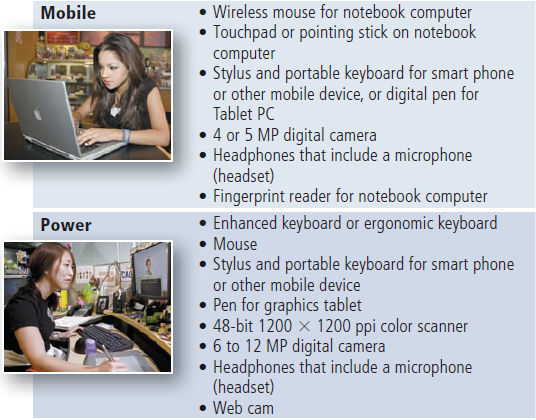 Mobile
• Wireless mouse for notebook computer
• Touchpad or pointing stick on notebook
computer
• Stylus and portable keyboard for smart phone
or other mobile device, or digital pen for
Tablet PC
• 4 or 5 MP digital camera
• Headphones that include a microphone
(headset)
• Fingerprint reader for notebook computer
Power
• Enhanced keyboard or ergonomic keyboard
• Mouse
• Stylus and portable keyboard for smart phone
or other mobile device
• Pen for graphics tablet
• 48-bit 1200 × 1200 ppi color scanner
• 6 to 12 MP digital camera
• Headphones that include a microphone
(headset)
• Web cam